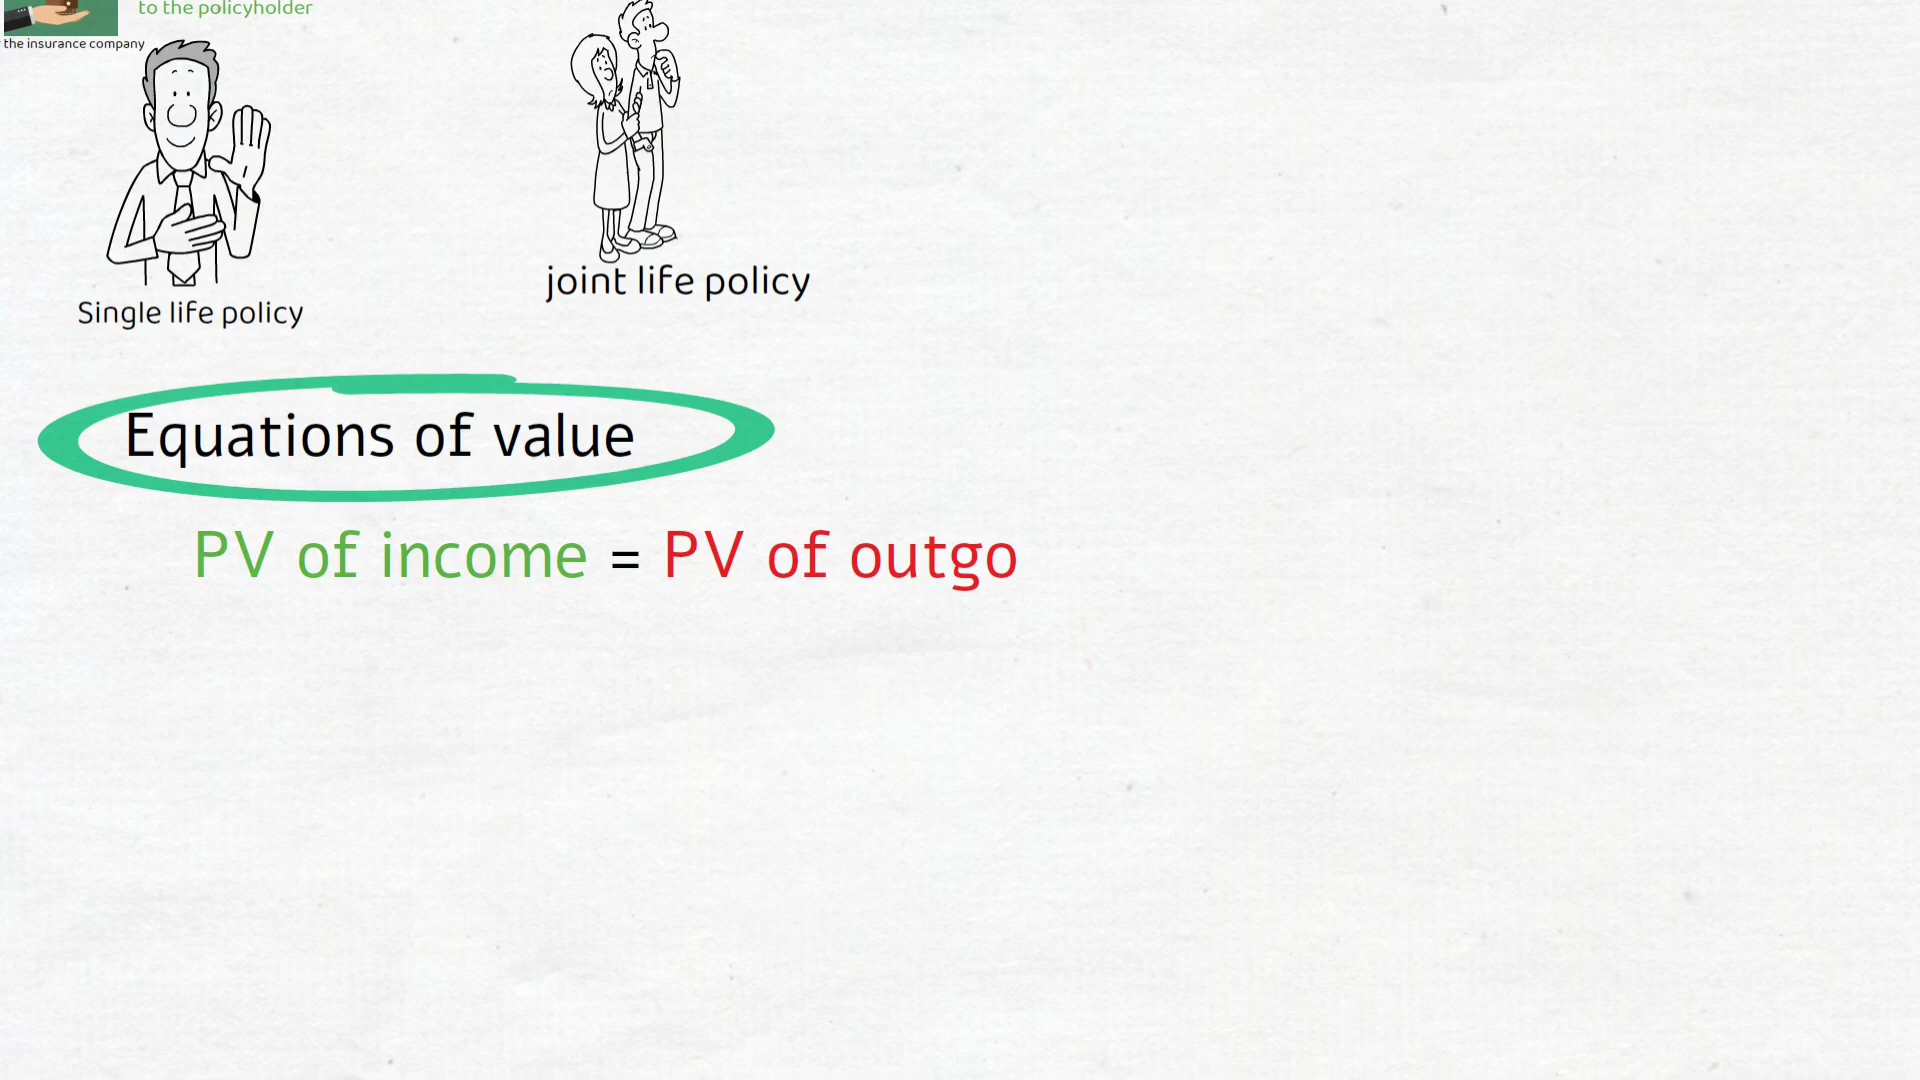 to the policyholder
the insurance company
Single life policy
joint life policy
Equations of value
PV of income = PV of outgo